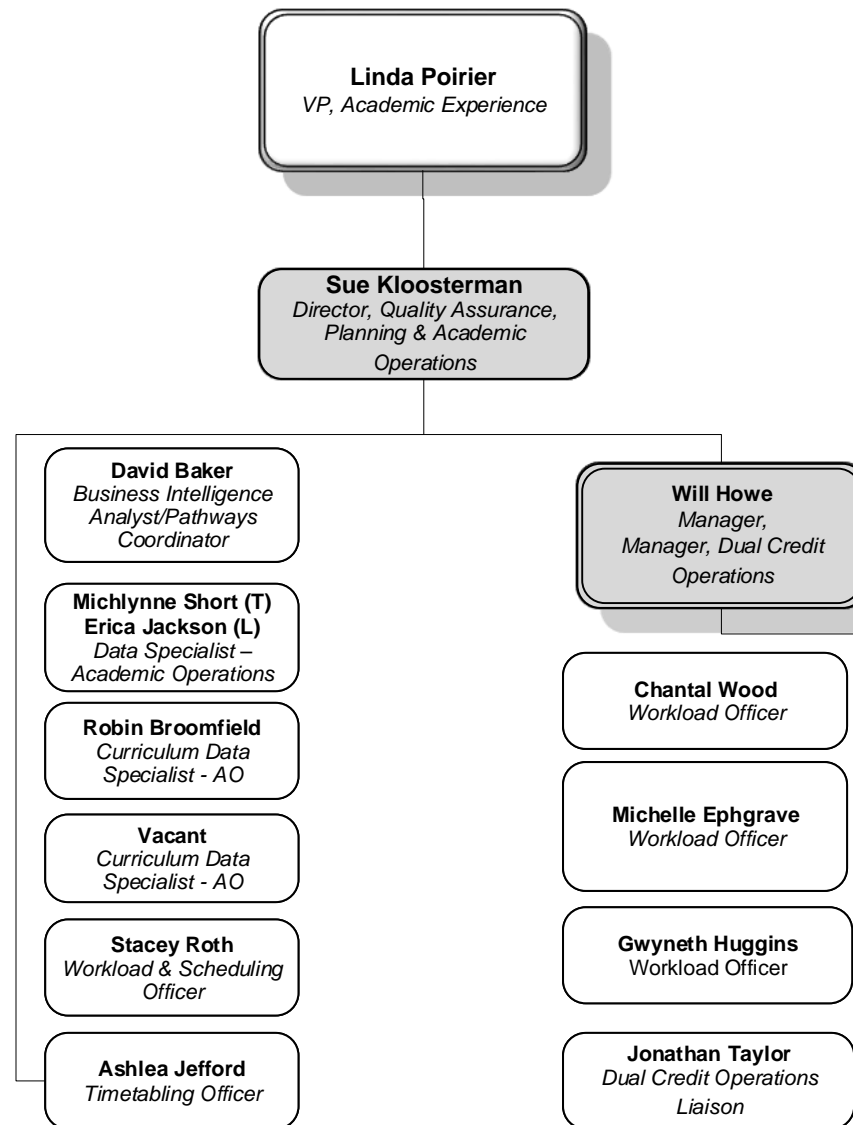 Linda Poirier
VP, Academic Experience
Sue Kloosterman
Director, Quality Assurance,
Planning & Academic
Operations
David Baker
Business Intelligence
Analyst/Pathways
Coordinator
Michlynne Short (T)
Erica Jackson (L)
Data Specialist –
Academic Operations
Robin Broomfield
Curriculum Data
Specialist - AO
Vacant
Curriculum Data
Specialist - AO
Stacey Roth
Workload & Scheduling
Officer
Ashlea Jefford
Timetabling Officer
Will Howe
Manager,
Manager, Dual Credit
Operations
Chantal Wood
Workload Officer
Michelle Ephgrave
Workload Officer
Gwyneth Huggins
Workload Officer
Jonathan Taylor
Dual Credit Operations
Liaison